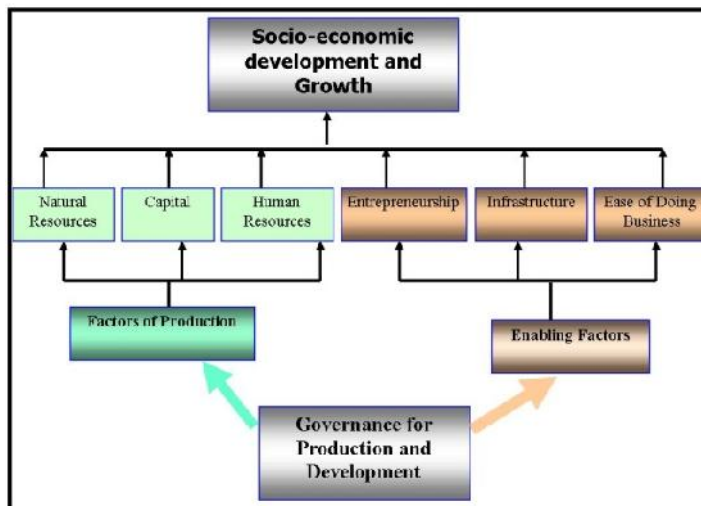 Socio-economic
development and
Growth
Natural
Resources
Capital
Human
Resources
Entrepreneurship
Infrastructure
Ease of Doing
Business
Factors of Production
Enabling Factors
Governance for
Production and
Development